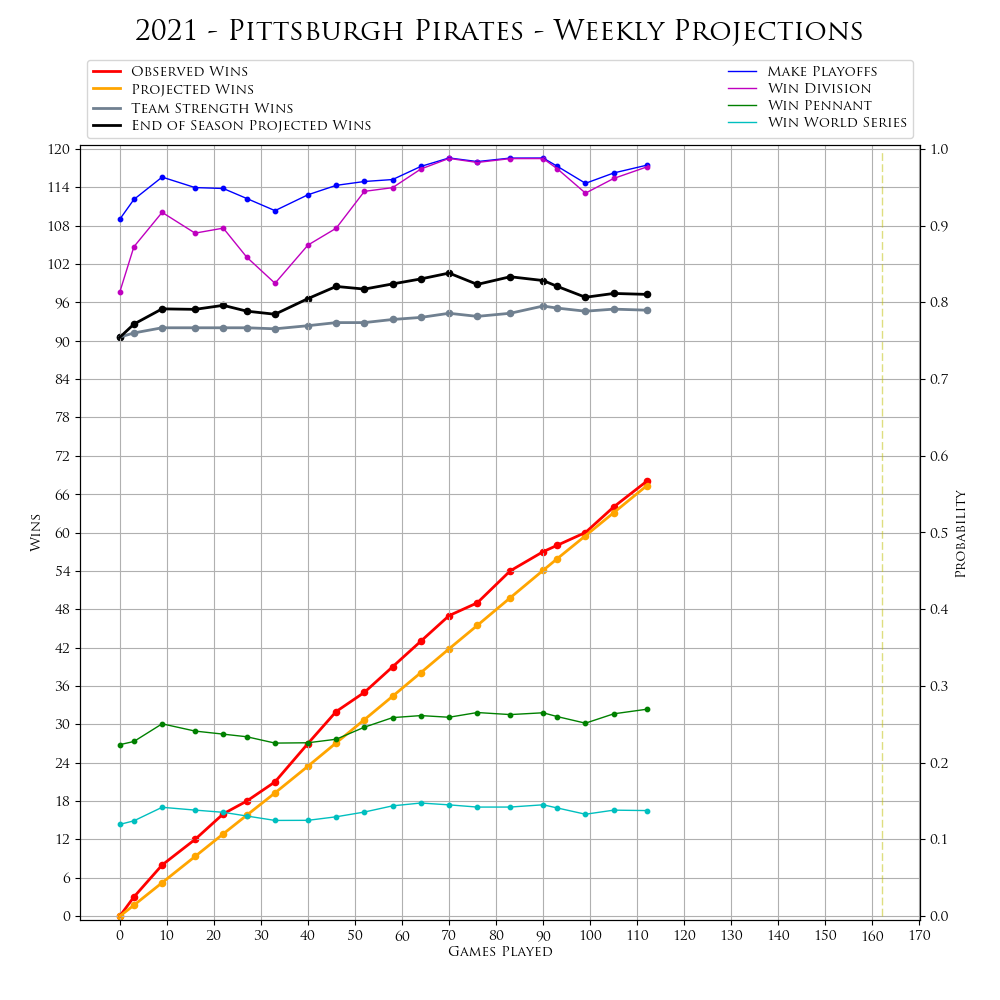 2021 - Pittsburgh Pirates - Weekly Projections
Observed Wins
Projected Wins
Team Strength Wins
End of Season Projected Wins
Make Playoffs
Win Division
Win Pennant
Win World Series
120
114
108
102
96
90
84
78
72
66
60
54
48
42
36
30
24
18
12
6
0
Wins
1.0
0.9
0.8
0.7
0.6
0.5
0.4
0.3
0.2
0.1
0.0
Probability
0 10 20 30 40 50 60 70 80 90 100 110 120 130 140 150 160 170
Games Played